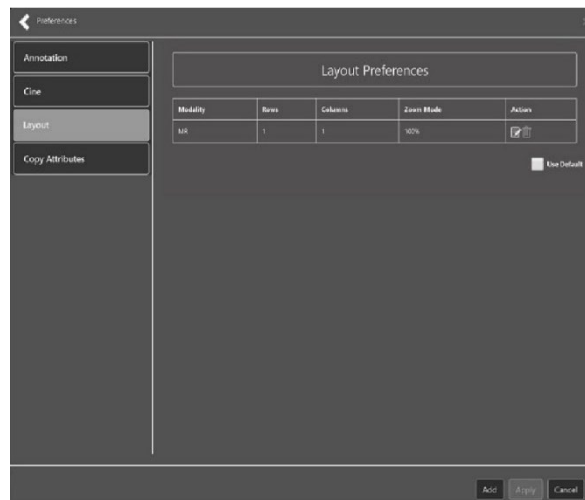 Preferences
Annotation
Cine
Layout
Copy Attributes
Layout Preferences
Modality Rows Columns Zoom Mode Action
MR 1 1 100%
Use Default
Add Apply Cancel